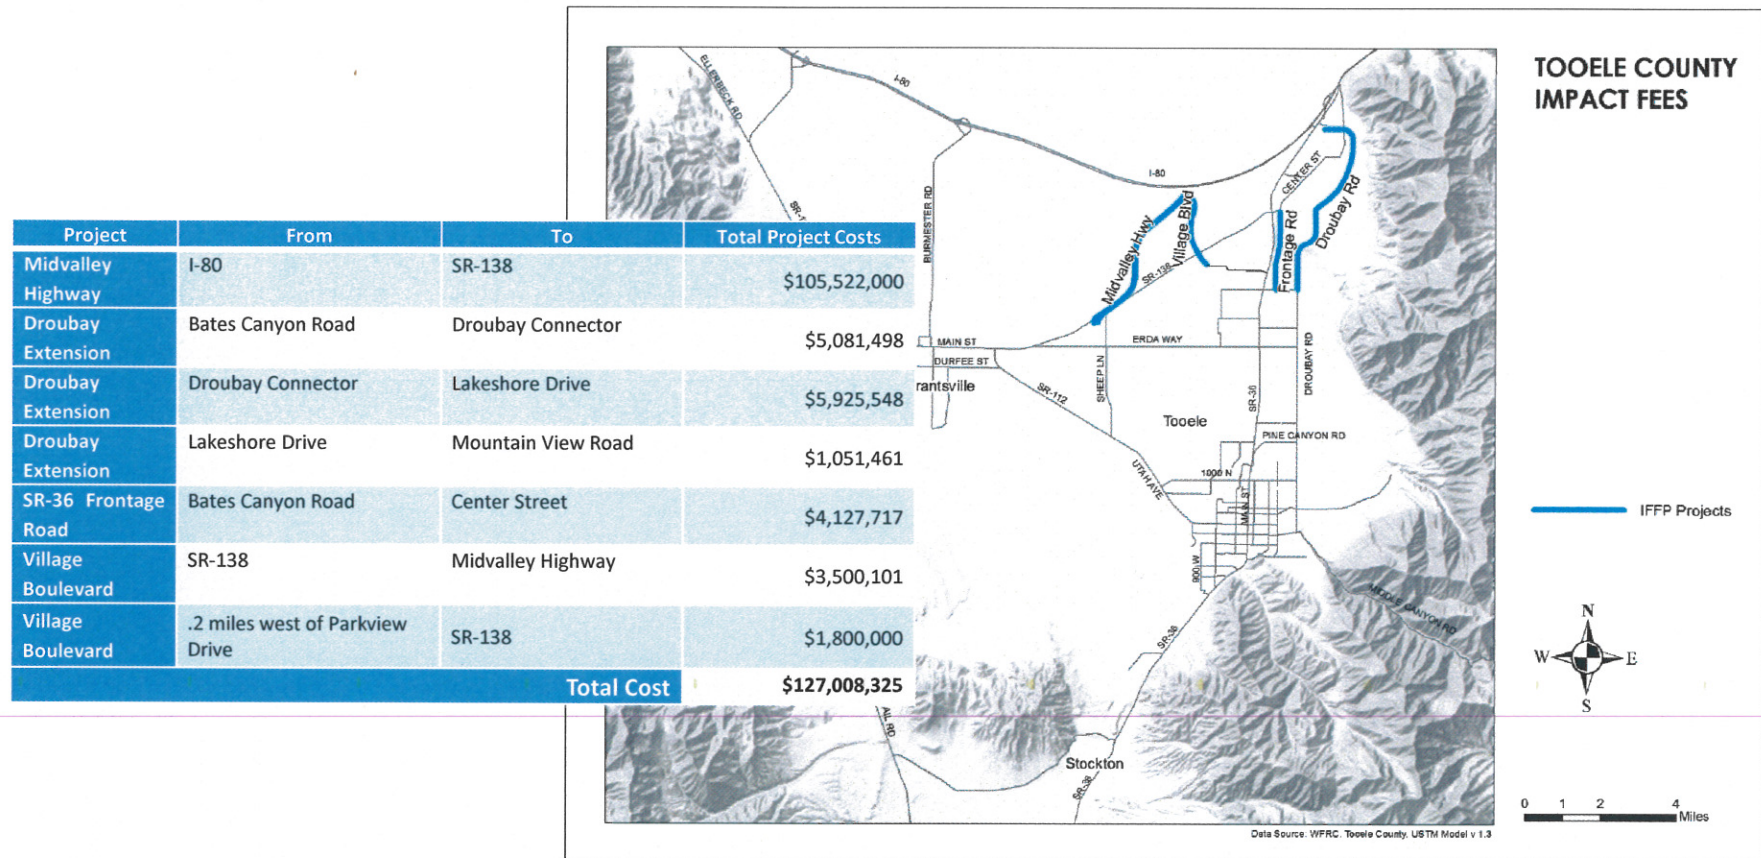 TOOELE COUNTY
IMPACT FEES
Project From To Total Project Costs
Midvalley Highway I-80 SR-138 $105,522,000
Droubay Extension Bates Canyon Road Droubay Connector $5,081,498
Droubay Extension Droubay Connector Lakeshore Drive $5,925,548
Droubay Extension Lakeshore Drive Mountain View Road $1,051,461
SR-36 Frontage Road Bates Canyon Road Center Street $4,127,717
Village Boulevard SR-138 Midvalley Highway $3,500,101
Village Boulevard .2 miles west of Parkview Drive SR-138 $1,800,000
Total Cost $127,008,325
ELLERBECK RD
I-80
I-80
SR-1
BURMESTER RD
CENTER ST
Midvalley Hwy
Village Blvd
SR-138
Frontage Rd
Droubay Rd
MAIN ST
DURFEE ST
rantsville
ERDA WAY
SHEEP LN
SR-112
SR-36
DROUBAY RD
Tooele
PINE CANYON RD
UTAH AVE
1000 N
MAIN ST
900 W
MIDDLE CANYON RD
SR-36
AIL RD
Stockton
SR-36
IFFP Projects
N
W E
S
0 1 2 4
Miles
Data Source: WFRC, Tooele County, USTM Model v 1.3